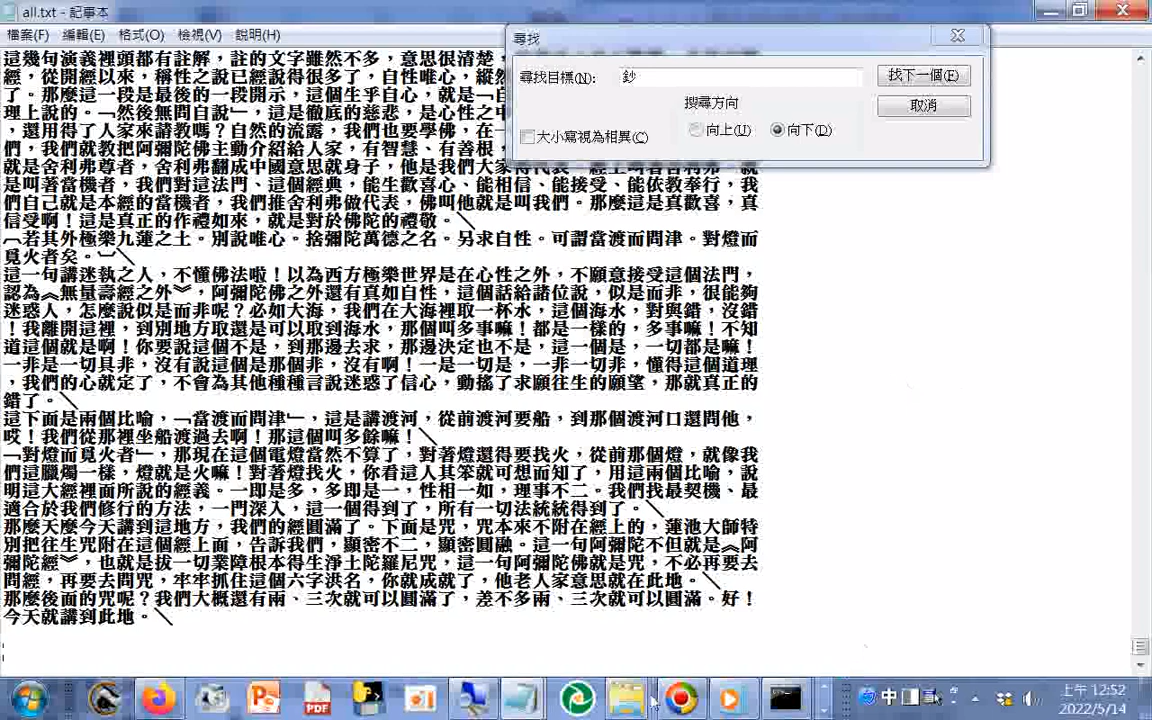 all.txt - 記事本
檔案(F) 編輯(E) 格式(O) 檢視(V) 說明(H)
尋找
尋找目標(N): 鈔
找下一個(F)
搜尋方向
取消
大小寫視為相異(C)
向上(U) 向下(D)
這幾句演義裡頭都有註解，註的文字雖然不多，意思很清楚，
經，從開經以來，稱性之說已經說得很多了，自性唯心，縱然
了。那麼這一段是最後的一段開示，這個生乎自心，就是「自
理上說的。「然後無問自說」，這是徹底的慈悲，是心性之中
，還用得了人家來請教嗎？自然的流露，我們也要學佛，在一
們，我們就教把阿彌陀佛主動介紹給人家，有智慧、有善根，
就是舍利弗尊者，舍利弗翻成中國意思就身子，他是我們大家
是叫著當機者，我們對這法門、這個經典，能生歡喜心、能相信、能接受、能依教奉行，我
們自己就是本經的當機者，我們推舍利弗做代表，佛叫他就是叫我們。那麼這是真歡喜，真
信受啊！這是真正的作禮如來，就是對於佛陀的禮敬。\
︹若其外極樂九蓮之土。別說唯心。捨彌陀萬德之名。另求自性。可謂當渡而問津。對燈而
覓火者矣。︺\
這一句講迷執之人，不懂佛法啦！以為西方極樂世界是在心性之外，不願意接受這個法門，
認為︽無量壽經之外︾，阿彌陀佛之外還有真如自性，這個話給諸位說，似是而非，很能夠
迷惑人，怎麼說似是而非呢？必如大海，我們在大海裡取一杯水，這個海水，對與錯，沒錯
！我離開這裡，到別地方取還是可以取到海水，那個叫多事嘛！都是一樣的，多事嘛！不知
道這個就是啊！你要說這個不是，到那邊去求，那邊決定也不是，這一個是，一切都是嘛！
一非是一切具非，沒有說這個是那個非，沒有啊！一是一切是，一非一切非，懂得這個道理
，我們的心就定了，不會為其他種種言說迷惑了信心，動搖了求願往生的願望，那就真正的
錯了。\
這下面是兩個比喻，「當渡而問津」，這是講渡河，從前渡河要船，到那個渡河口還問他，
哎！我們從那裡坐船渡過去啊！那這個叫多餘嘛！\
「對燈而覓火者」，那現在這個電燈當然不算了，對著燈還得要找火，從前那個燈，就像我
們這臘燭一樣，燈就是火嘛！對著燈找火，你看這人其笨就可想而知了，用這兩個比喻，說
明這大經裡面所說的經義。一即是多，多即是一，性相一如，理事不二。我們找最契機、最
適合於我們修行的方法，一門深入，這一個得到了，所有一切法統統得到了。\
那麼天麼今天講到這地方，我們的經圓滿了。下面是咒，咒本來不附在經上的，蓮池大師特
別把往生咒附在這個經上面，告訴我們，顯密不二，顯密圓融。這一句阿彌陀不但就是︽阿
彌陀經︾，也就是拔一切業障根本得生淨土陀羅尼咒，這一句阿彌陀佛就是咒，不必再要去
問經，再要去問咒，牢牢抓住這個六字洪名，你就成就了，他老人家意思就在此地。\
那麼後面的咒呢？我們大概還有兩、三次就可以圓滿了，差不多兩、三次就可以圓滿。好！
今天就講到此地。\
PDF
中
上午 12:52
2022/5/14